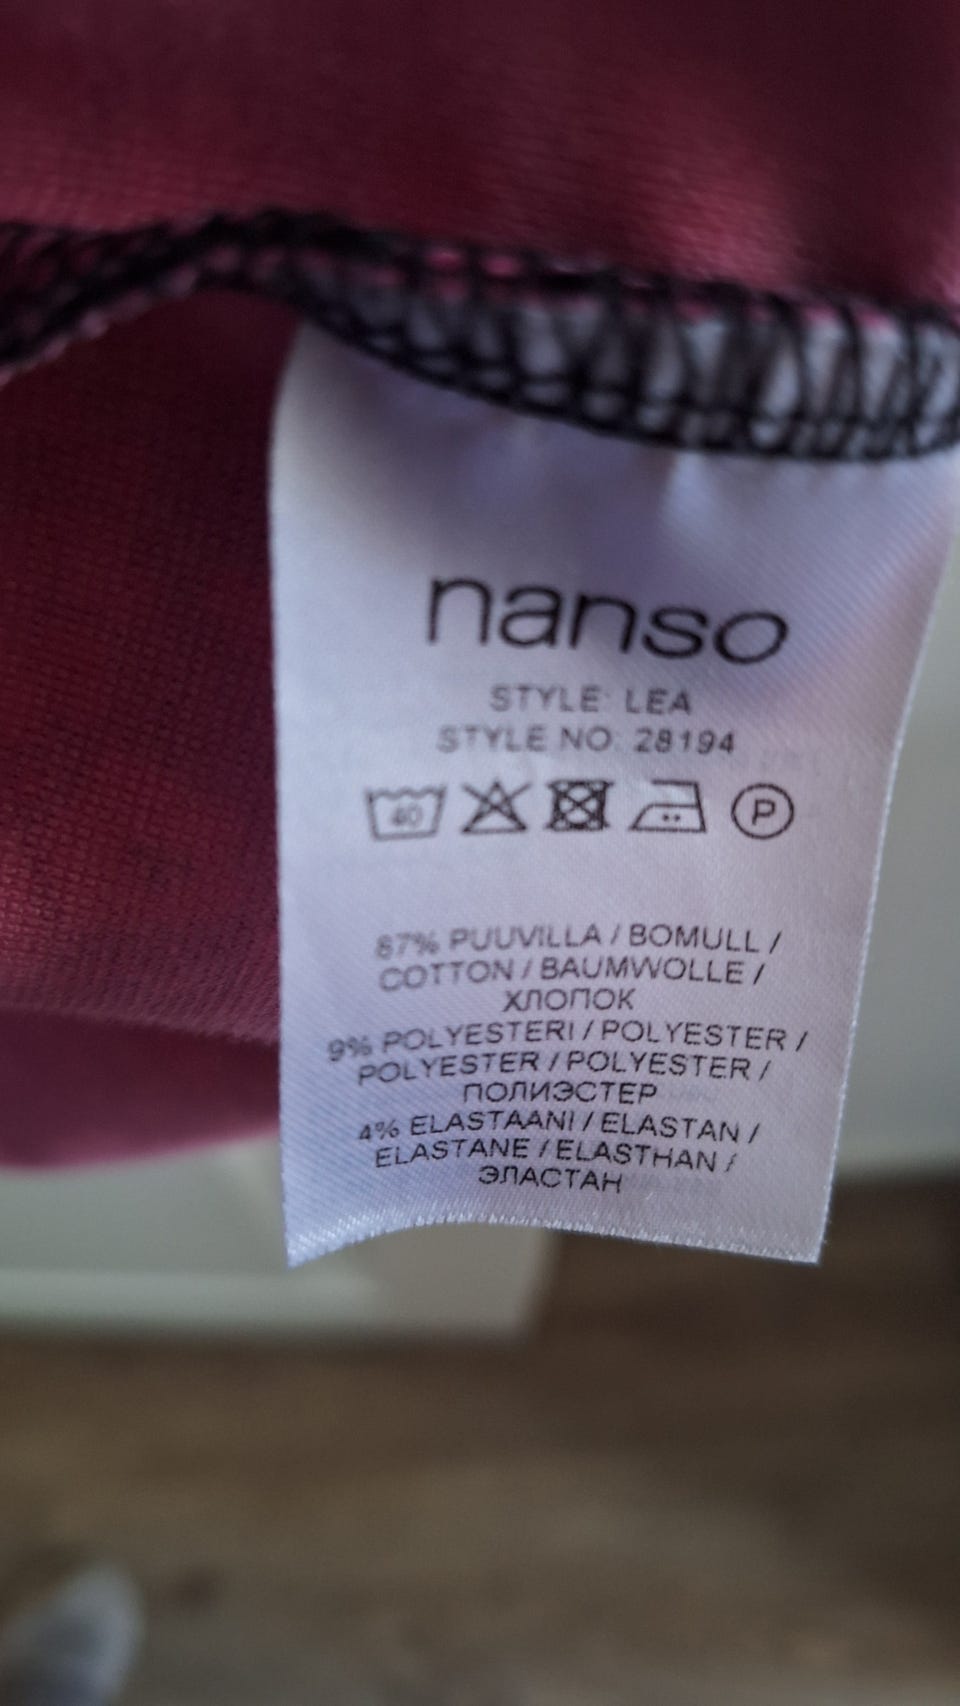 nanso
STYLE: LEA
STYLE NO: 28194
40 P
87% PUUVILLA / BOMULL /
COTTON / BAUMWOLLE /
ХЛОПОК
9% POLYESTERI / POLYESTER /
POLYESTER / POLYESTER /
ПОЛИЭСТЕР
4% ELASTAANI / ELASTAN /
ELASTANE / ELASTHAN /
ЭЛАСТАН